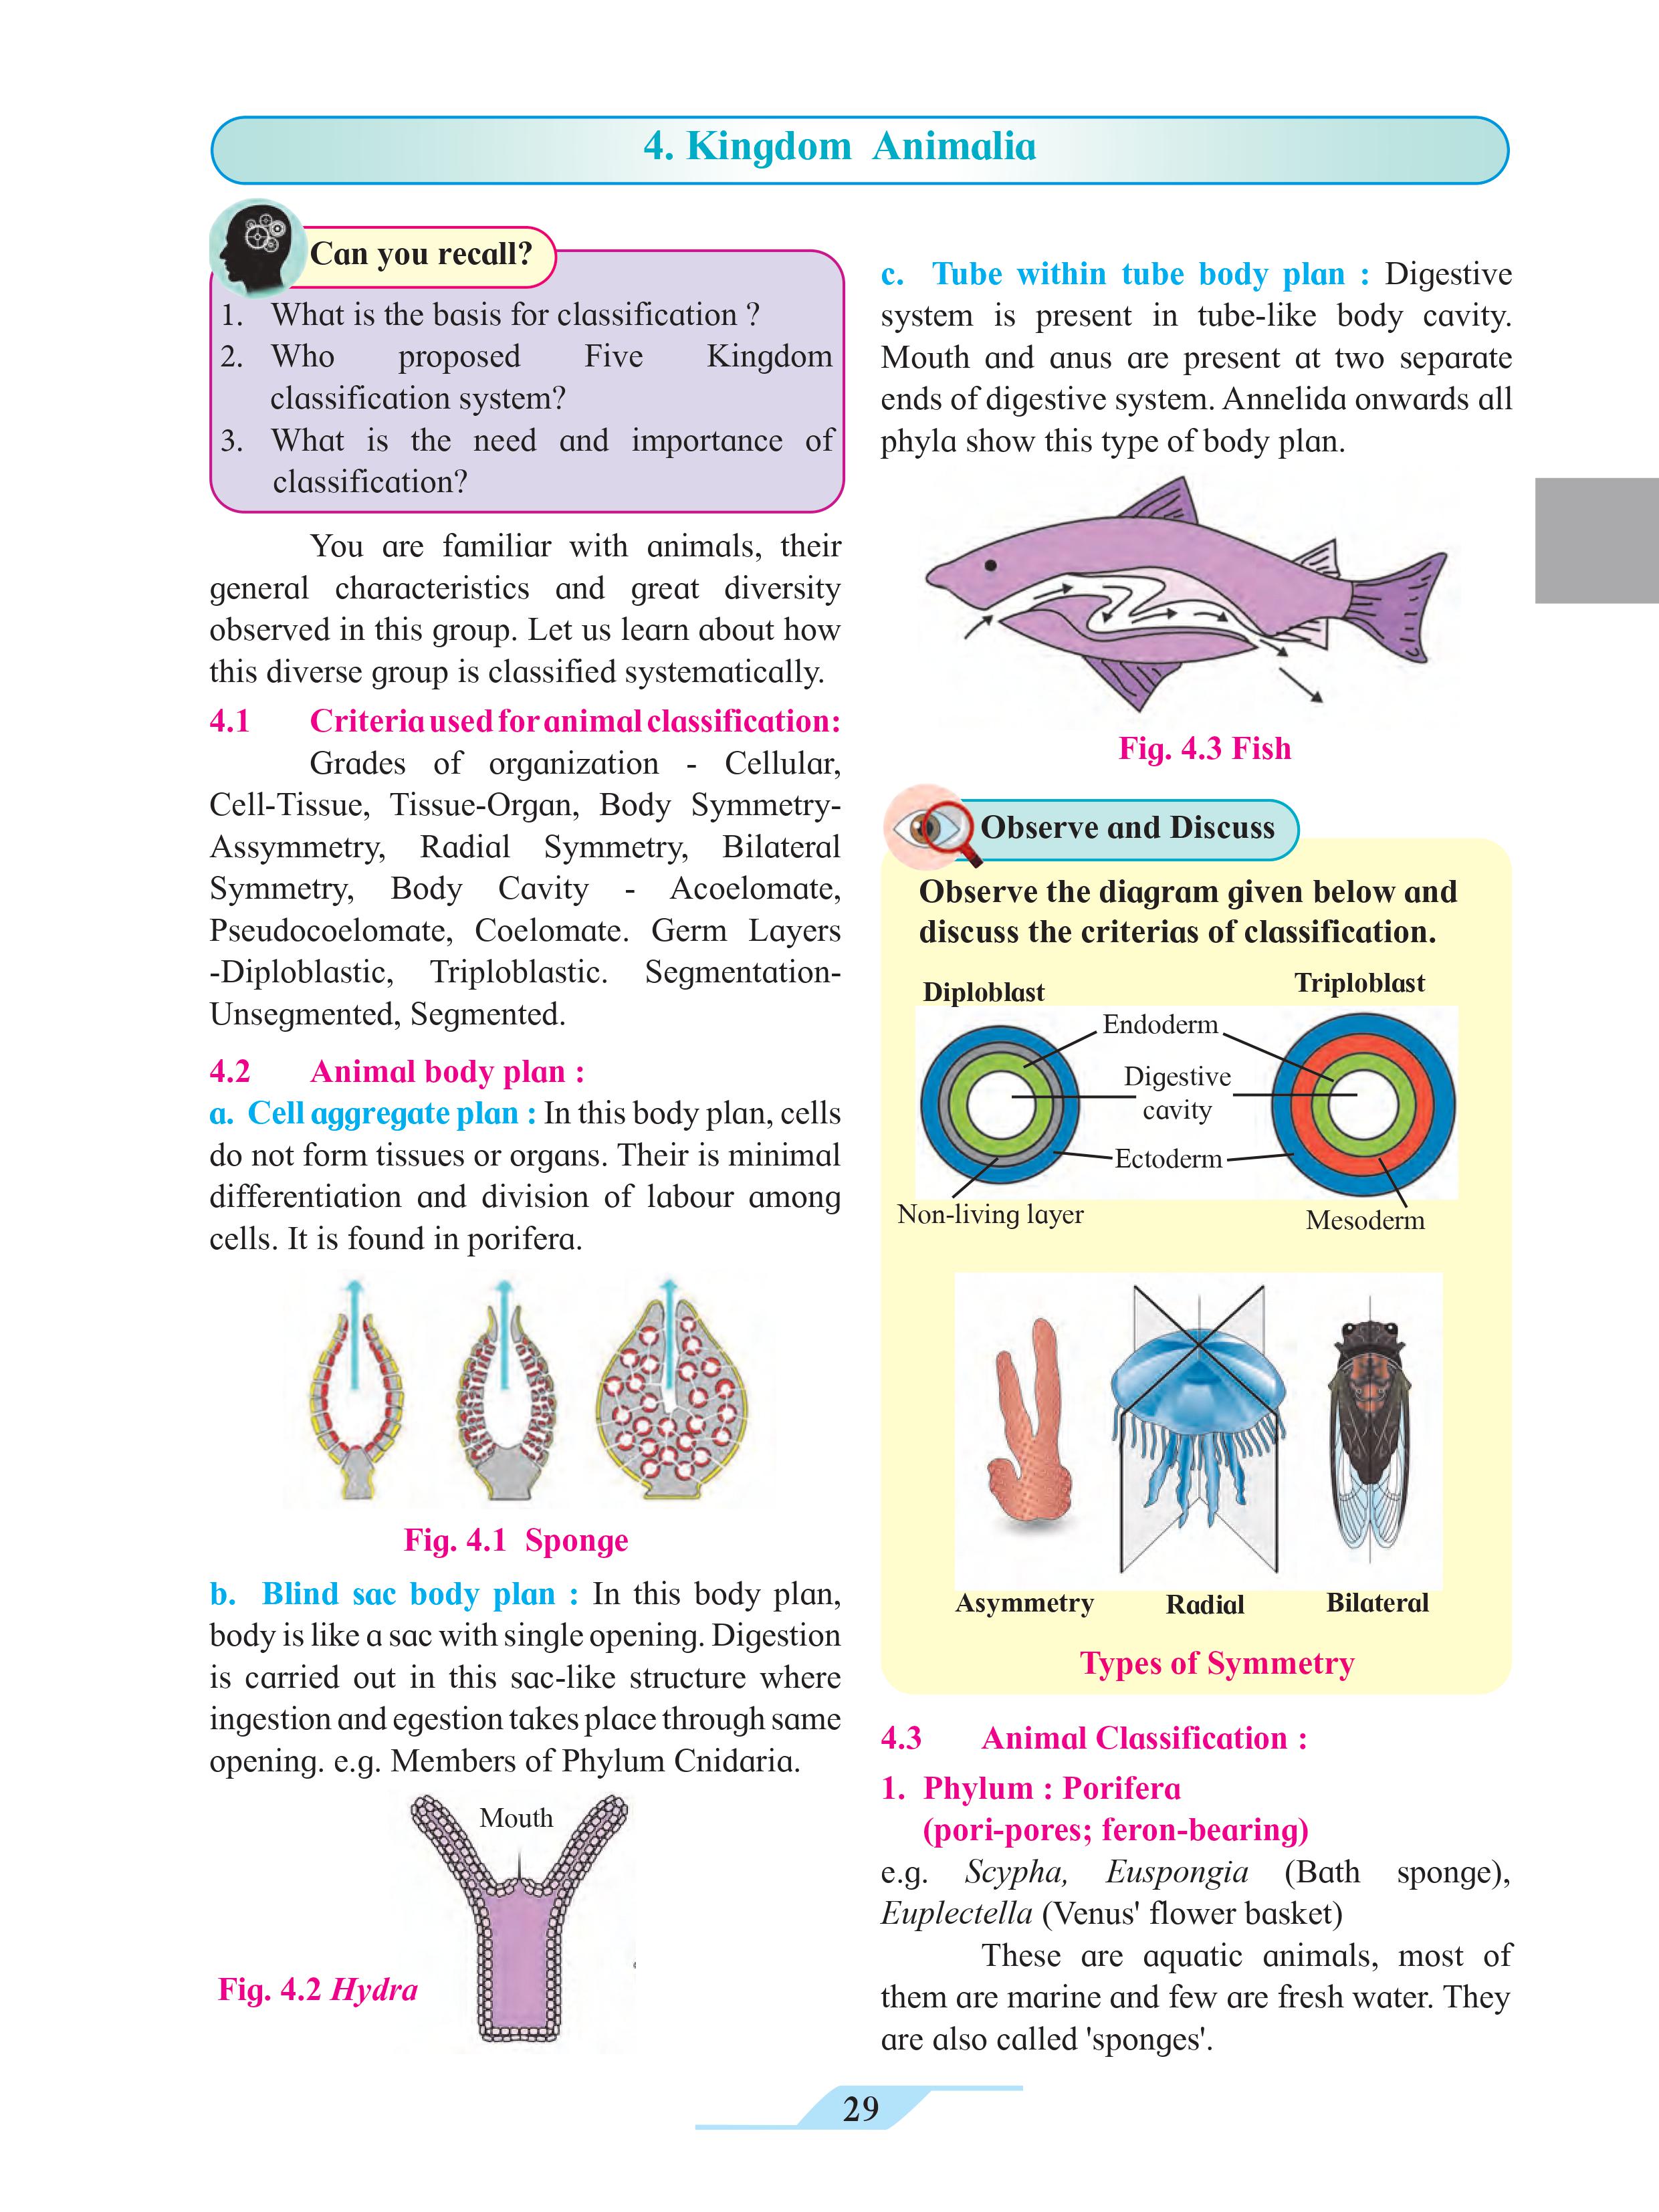 4. Kingdom Animalia
Can you recall?
1. What is the basis for classification ?
2. Who proposed Five Kingdom
classification system?
3. What is the need and importance of
classification?
You are familiar with animals, their
general characteristics and great diversity
observed in this group. Let us learn about how
this diverse group is classified systematically.
4.1 Criteria used for animal classification:
Grades of organization - Cellular,
Cell-Tissue, Tissue-Organ, Body Symmetry-
Assymmetry, Radial Symmetry, Bilateral
Symmetry, Body Cavity - Acoelomate,
Pseudocoelomate, Coelomate. Germ Layers
-Diploblastic, Triploblastic. Segmentation-
Unsegmented, Segmented.
4.2 Animal body plan :
a. Cell aggregate plan : In this body plan, cells
do not form tissues or organs. Their is minimal
differentiation and division of labour among
cells. It is found in porifera.
Fig. 4.1 Sponge
b. Blind sac body plan : In this body plan,
body is like a sac with single opening. Digestion
is carried out in this sac-like structure where
ingestion and egestion takes place through same
opening. e.g. Members of Phylum Cnidaria.
Mouth
Fig. 4.2 Hydra
c. Tube within tube body plan : Digestive
system is present in tube-like body cavity.
Mouth and anus are present at two separate
ends of digestive system. Annelida onwards all
phyla show this type of body plan.
Fig. 4.3 Fish
Observe and Discuss
Observe the diagram given below and
discuss the criterias of classification.
Diploblast
Triploblast
Endoderm
Digestive
cavity
Ectoderm
Non-living layer
Mesoderm
Asymmetry
Radial
Bilateral
Types of Symmetry
4.3 Animal Classification :
1. Phylum : Porifera
(pori-pores; feron-bearing)
e.g. Scypha, Euspongia (Bath sponge),
Euplectella (Venus' flower basket)
These are aquatic animals, most of
them are marine and few are fresh water. They
are also called 'sponges'.
29